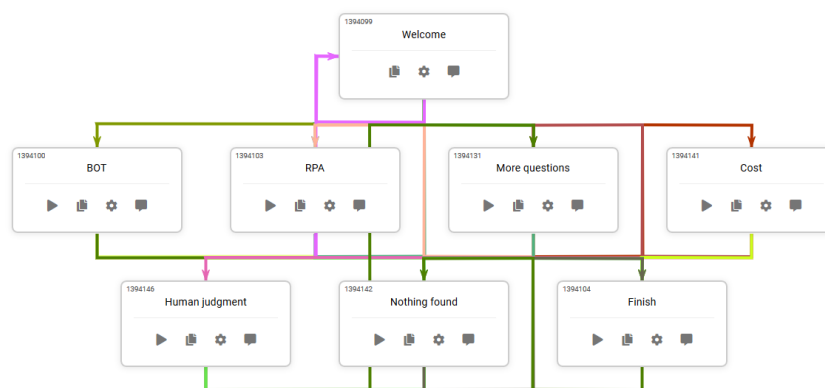 1394099
Welcome
1394100
BOT
1394103
RPA
1394131
More questions
1394141
Cost
1394146
Human judgment
1394142
Nothing found
1394104
Finish